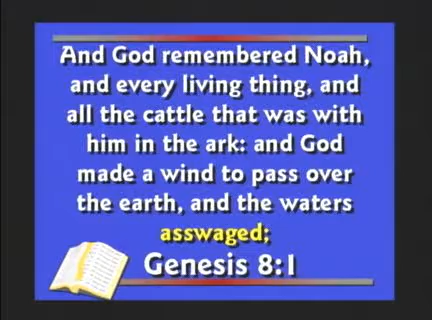 And God remembered Noah,
and every living thing, and
all the cattle that was with
him in the ark: and God
made a wind to pass over
the earth, and the waters
asswaged;
Genesis 8:1